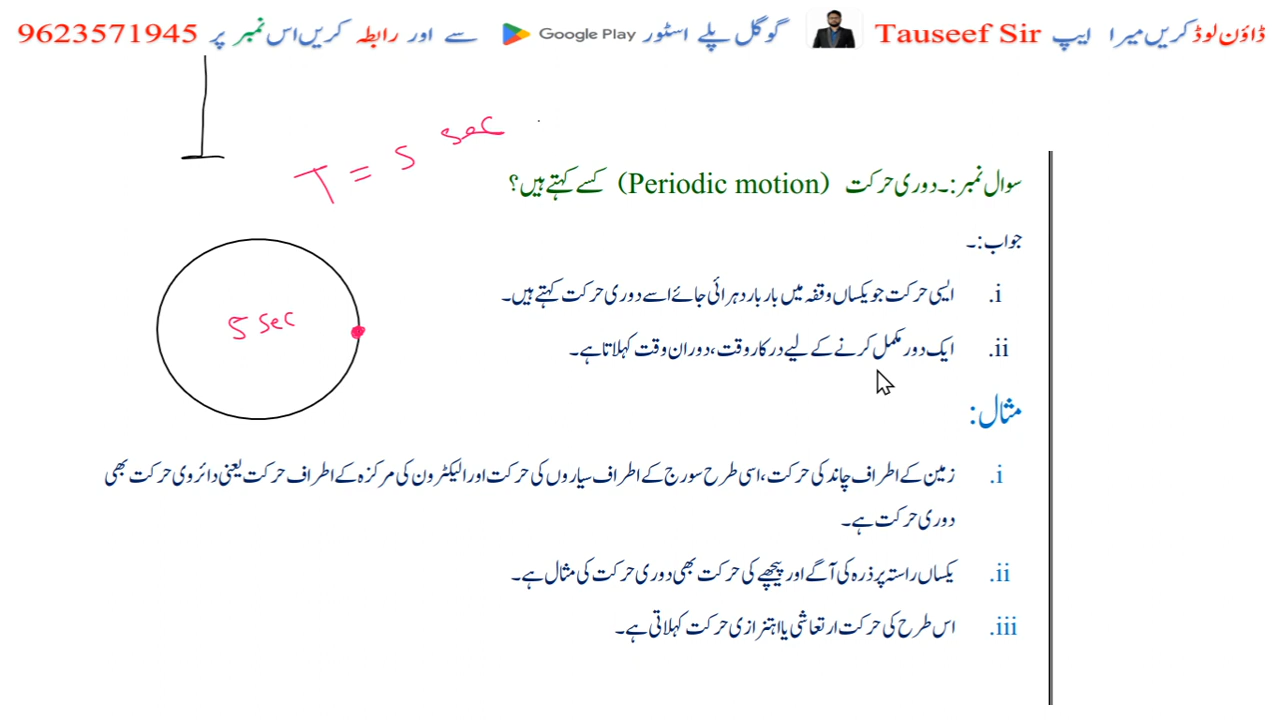 ڈاؤن لوڈ کریں میرا ایپ Tauseef Sir گوگل پلے اسٹور Google Play سے اور رابطہ کریں اس نمبر پر 9623571945
T = 5 sec
سوال نمبر:۔ دوری حرکت (Periodic motion) کسے کہتے ہیں؟
جواب:۔
i. ایسی حرکت جو یکساں وقفہ میں بار بار دہرائی جائے اسے دوری حرکت کہتے ہیں۔
5 sec
ii. ایک دور مکمل کرنے کے لیے درکار وقت، دوران وقت کہلاتا ہے۔
مثال:
i. زمین کے اطراف چاند کی حرکت، اسی طرح سورج کے اطراف سیاروں کی حرکت اور الیکٹرون کی مرکزہ کے اطراف حرکت یعنی دائروی حرکت بھی
دوری حرکت ہے۔
ii. یکساں راستہ پر ذرہ کی آگے اور پیچھے کی حرکت بھی دوری حرکت کی مثال ہے۔
iii. اس طرح کی حرکت ارتعاشی یا اہتزازی حرکت کہلاتی ہے۔